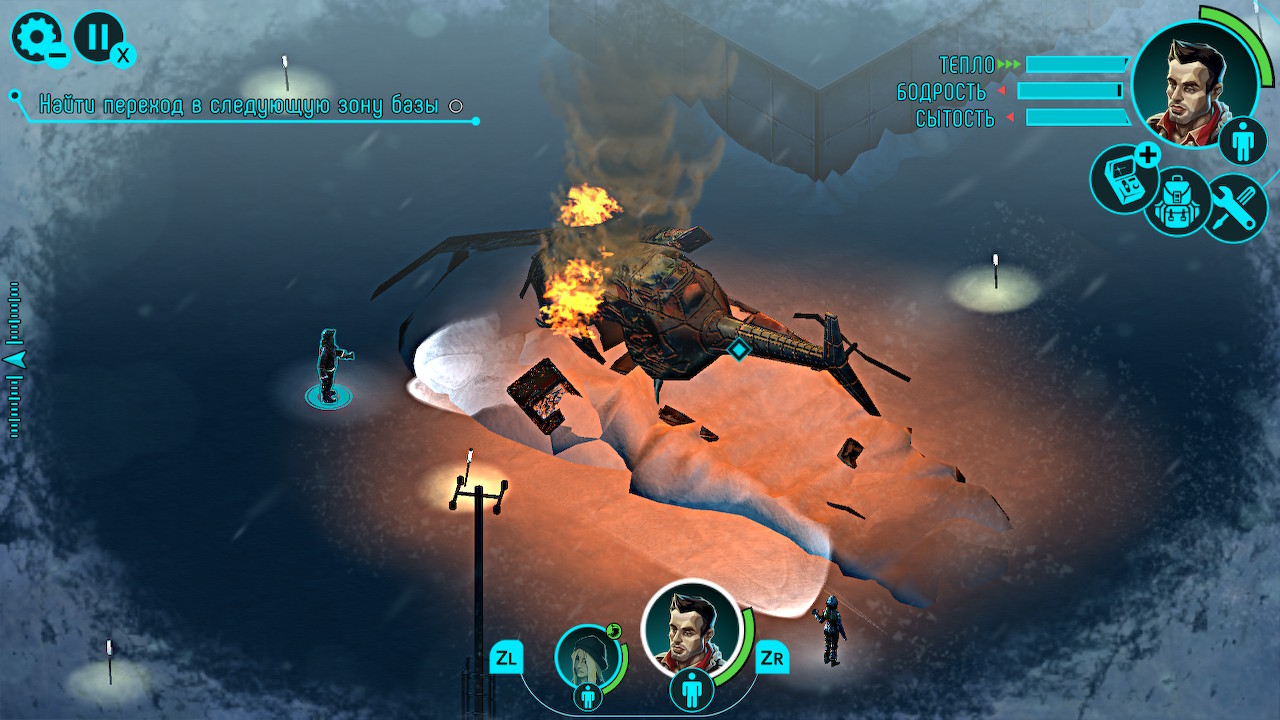 X
Найти переход в следующую зону базы
ТЕПЛО
БОДРОСТЬ
СЫТОСТЬ
ZL
ZR